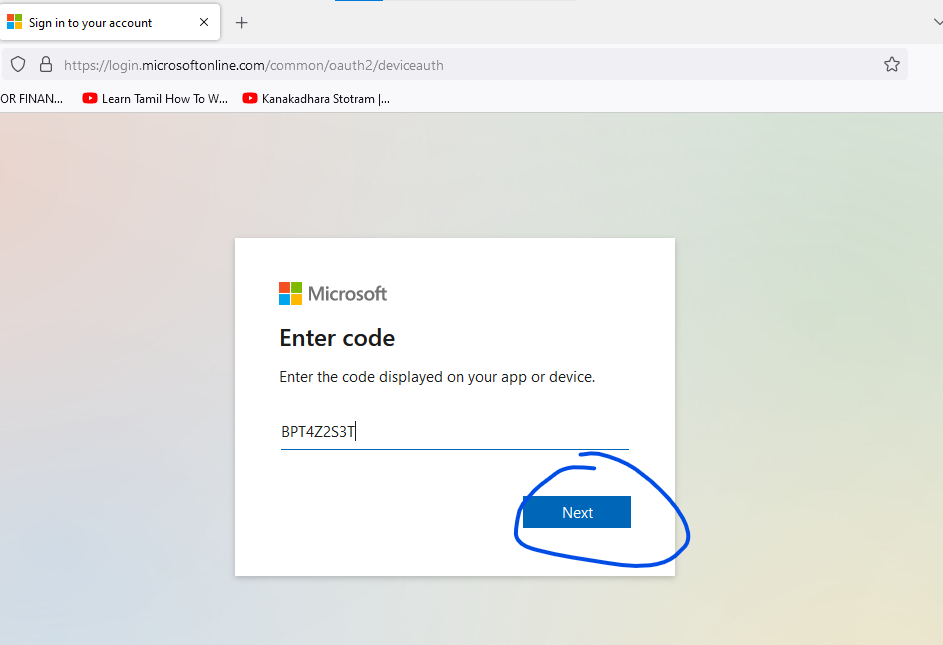 Sign in to your account
https://login.microsoftonline.com/common/oauth2/deviceauth
OR FINAN...
Learn Tamil How To W...
Kanakadhara Stotram |...
Microsoft
Enter code
Enter the code displayed on your app or device.
BPT4Z2S3T
Next